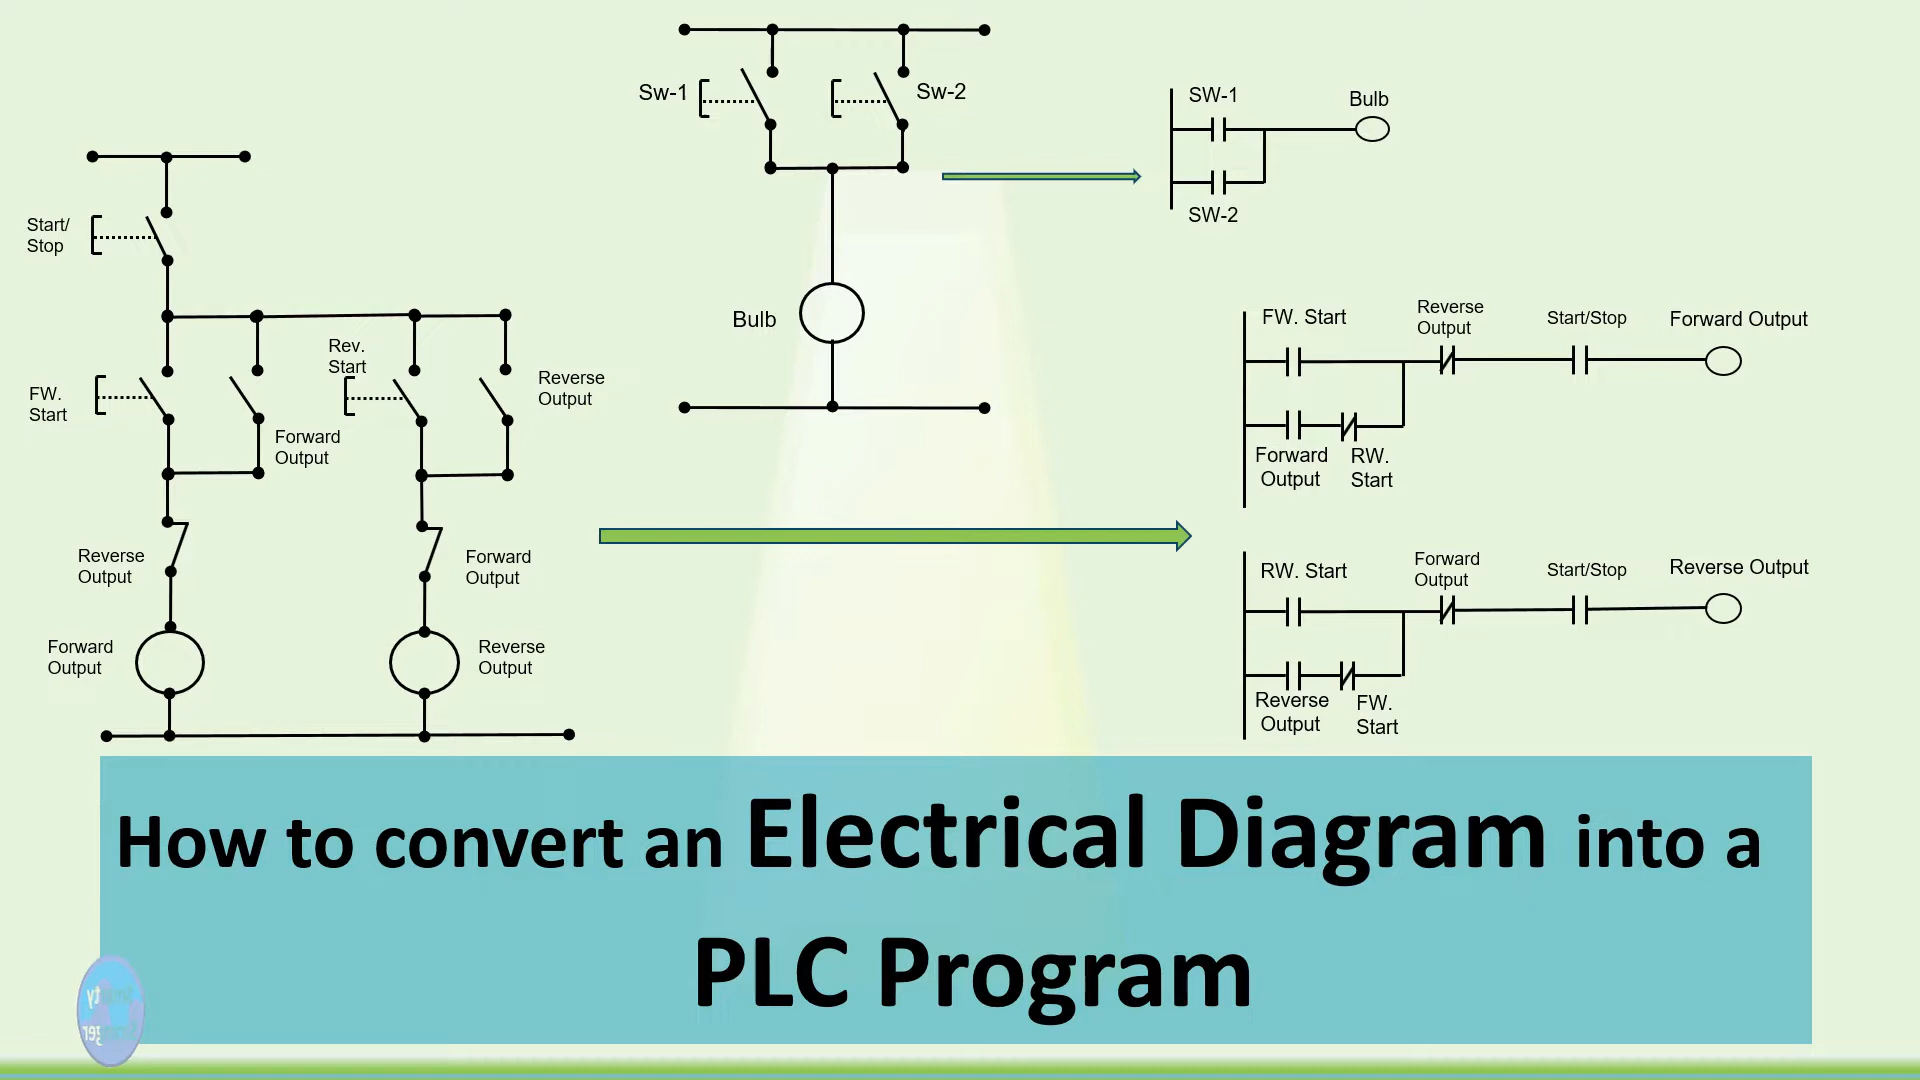 Sw-1
Sw-2
Bulb
SW-1
Bulb
SW-2
Start/
Stop
FW.
Start
Forward
Output
Rev.
Start
Reverse
Output
Reverse
Output
Forward
Output
Forward
Output
Reverse
Output
FW. Start
Reverse
Output
Start/Stop
Forward Output
Forward
Output
RW.
Start
RW. Start
Forward
Output
Start/Stop
Reverse Output
Reverse
Output
FW.
Start
How to convert an Electrical Diagram into a
PLC Program